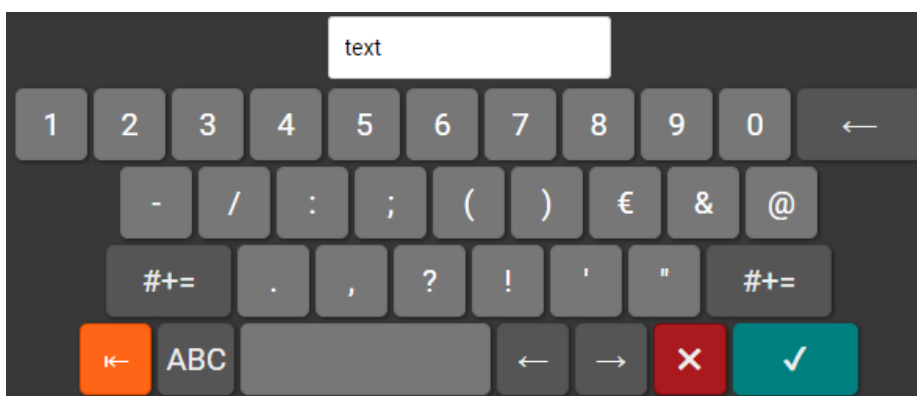 text
1 2 3 4 5 6 7 8 9 0 ←
- / : ; ( ) € & @
#+= . , ? ! ' " #+=
⇤ ABC ← → ✕ ✓